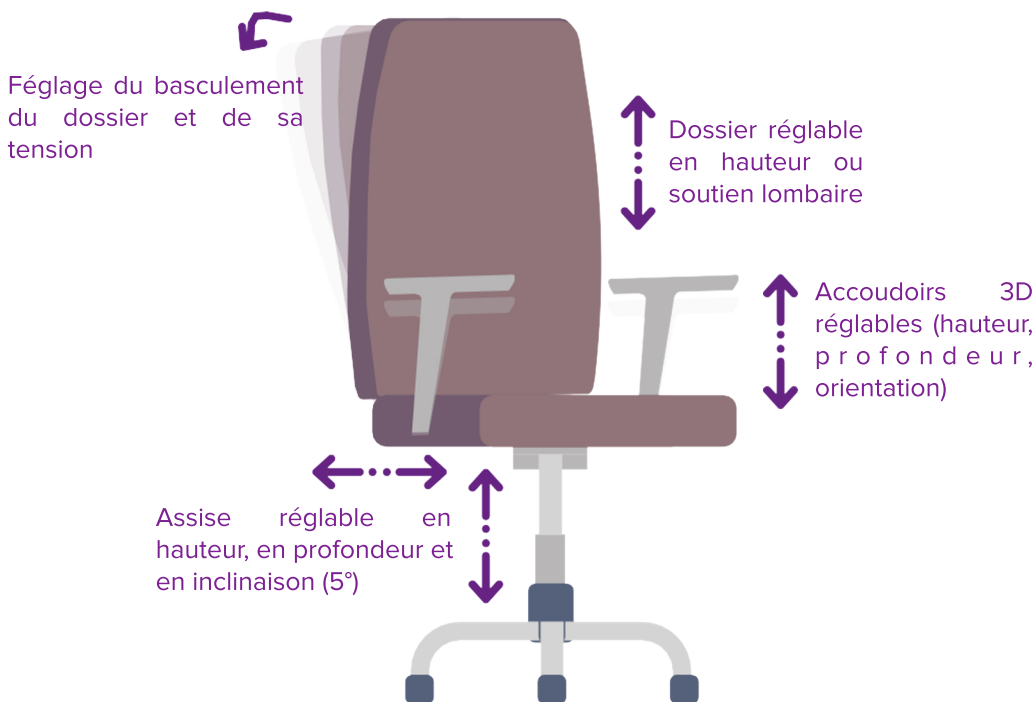 Féglage du basculement
du dossier et de sa
tension
Dossier réglable
en hauteur ou
soutien lombaire
Accoudoirs 3D
réglables (hauteur,
profondeur,
orientation)
Assise réglable en
hauteur, en profondeur et
en inclinaison (5°)